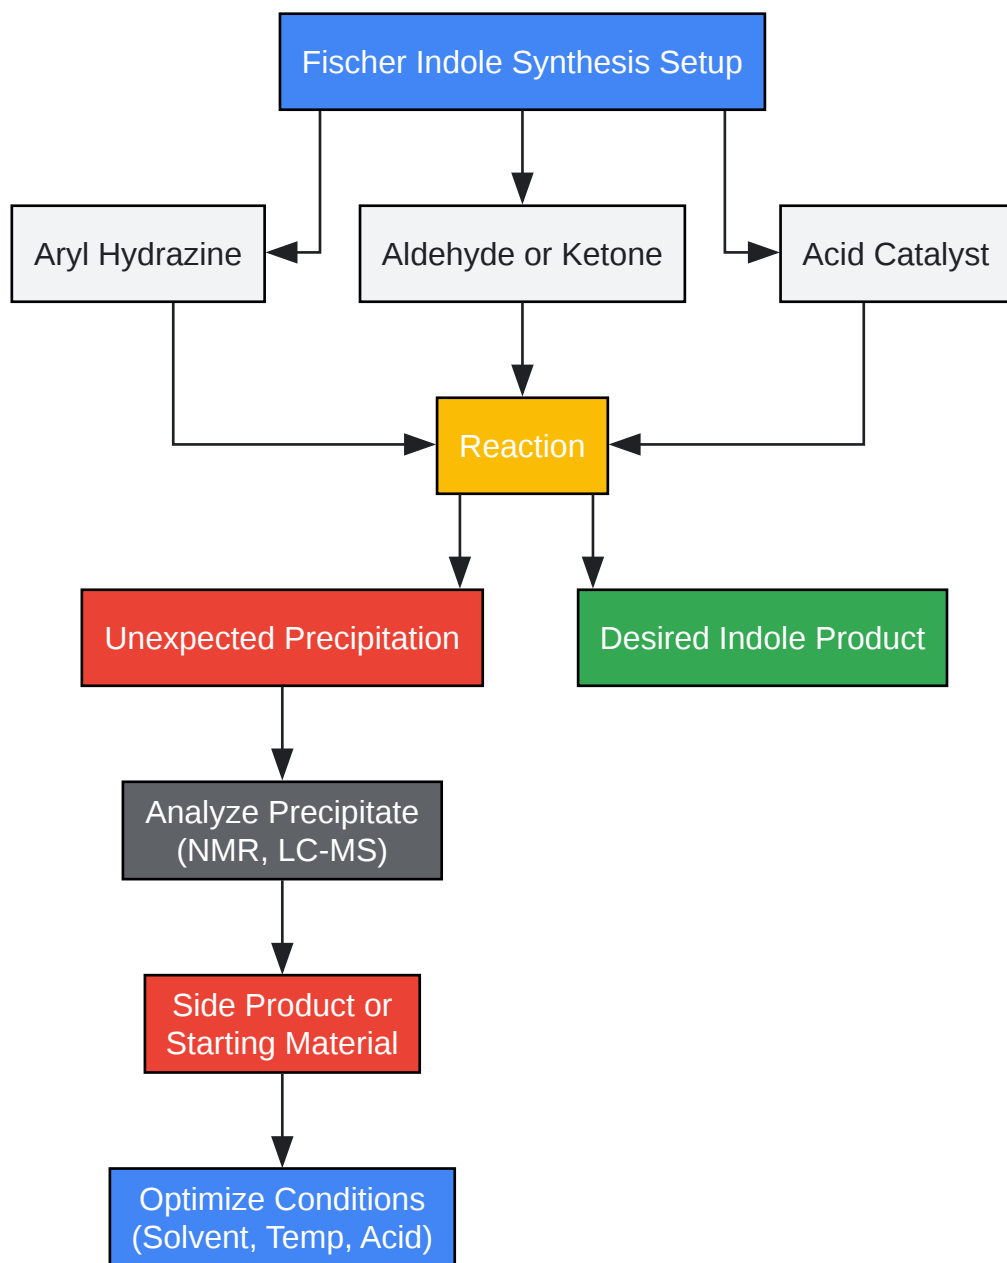 Fischer Indole Synthesis Setup
Aryl Hydrazine
Aldehyde or Ketone
Acid Catalyst
Reaction
Unexpected Precipitation
Desired Indole Product
Analyze Precipitate
(NMR, LC-MS)
Side Product or
Starting Material
Optimize Conditions
(Solvent, Temp, Acid)